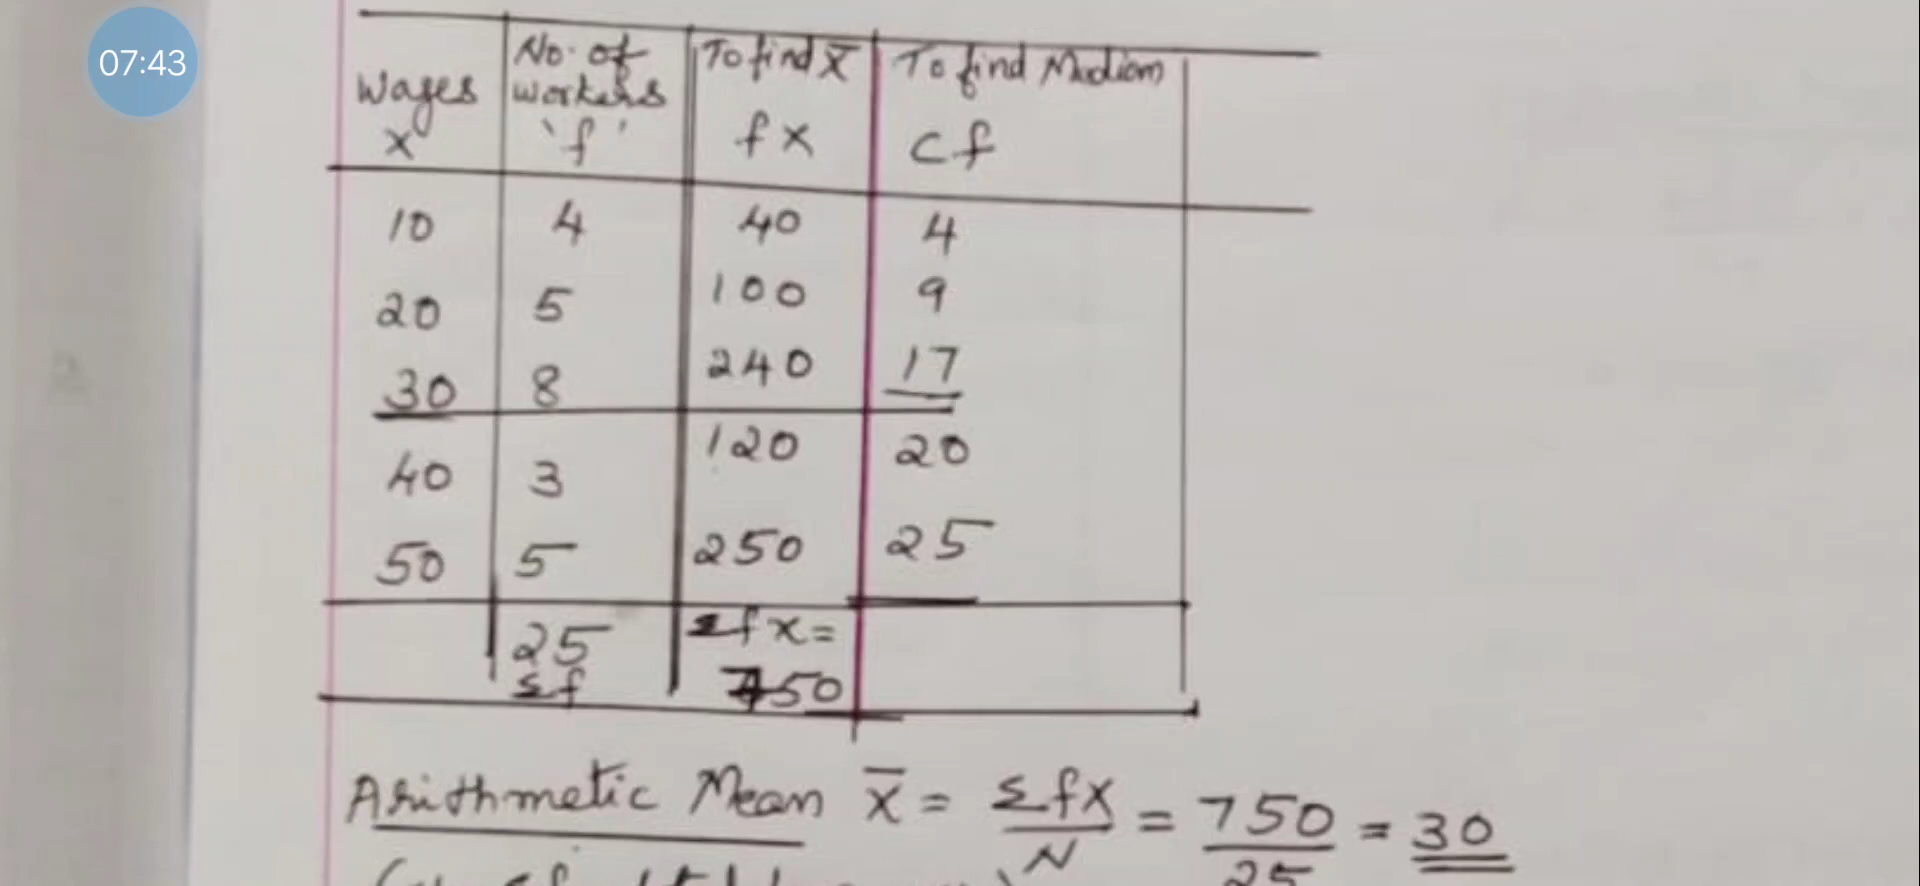 07:43
Wages x | No. of workers 'f' | To find x̅ fx | To find Median cf
10 | 4 | 40 | 4
20 | 5 | 100 | 9
30 | 8 | 240 | 17
40 | 3 | 120 | 20
50 | 5 | 250 | 25
25 Σf | Σfx = 750
Arithmetic Mean x̅ = Σfx/N = 750/25 = 30